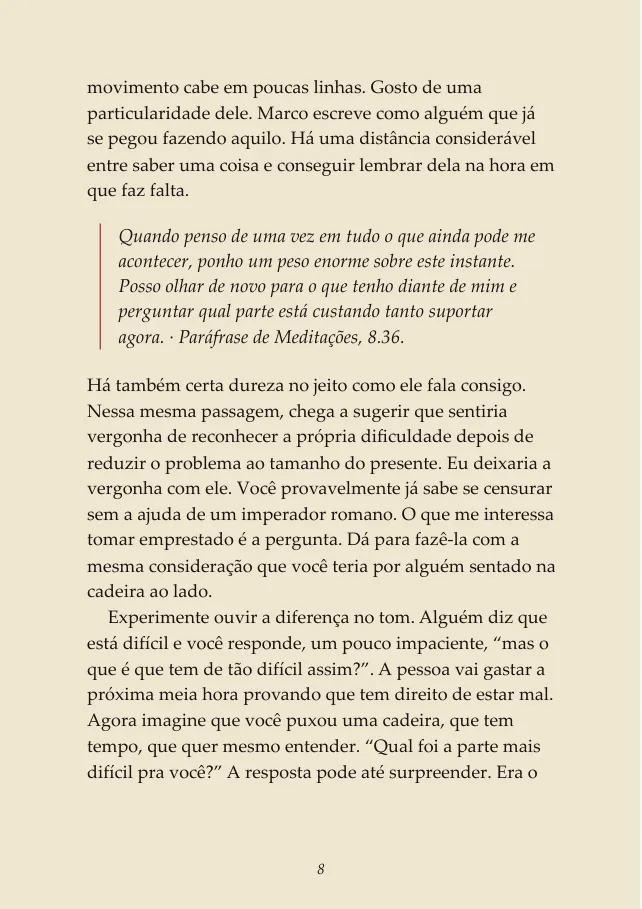 movimento cabe em poucas linhas. Gosto de uma
particularidade dele. Marco escreve como alguém que já
se pegou fazendo aquilo. Há uma distância considerável
entre saber uma coisa e conseguir lembrar dela na hora em
que faz falta.
Quando penso de uma vez em tudo o que ainda pode me
acontecer, ponho um peso enorme sobre este instante.
Posso olhar de novo para o que tenho diante de mim e
perguntar qual parte está custando tanto suportar
agora. · Paráfrase de Meditações, 8.36.
Há também certa dureza no jeito como ele fala consigo.
Nessa mesma passagem, chega a sugerir que sentiria
vergonha de reconhecer a própria dificuldade depois de
reduzir o problema ao tamanho do presente. Eu deixaria a
vergonha com ele. Você provavelmente já sabe se censurar
sem a ajuda de um imperador romano. O que me interessa
tomar emprestado é a pergunta. Dá para fazê-la com a
mesma consideração que você teria por alguém sentado na
cadeira ao lado.
Experimente ouvir a diferença no tom. Alguém diz que
está difícil e você responde, um pouco impaciente, “mas o
que é que tem de tão difícil assim?”. A pessoa vai gastar a
próxima meia hora provando que tem direito de estar mal.
Agora imagine que você puxou uma cadeira, que tem
tempo, que quer mesmo entender. “Qual foi a parte mais
difícil pra você?” A resposta pode até surpreender. Era o
8